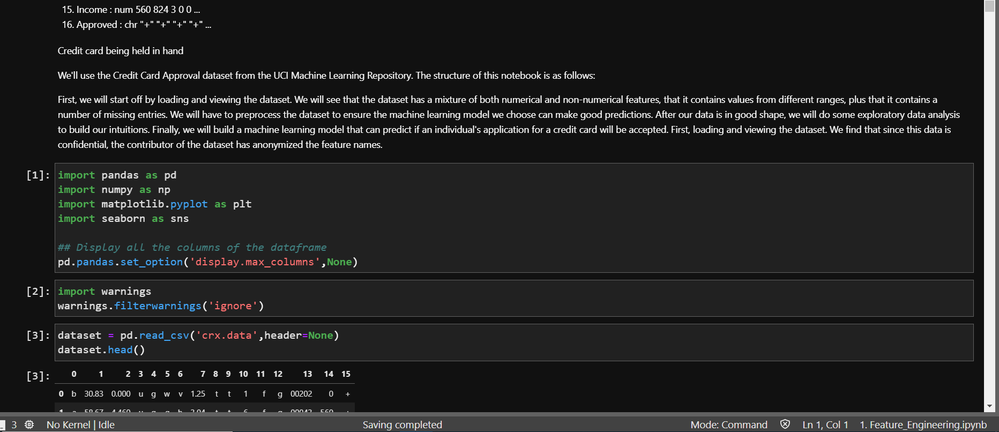 15. Income : num 560 824 3 0 0 ...
16. Approved : chr "+" "+" "+" "+" ...
Credit card being held in hand
We'll use the Credit Card Approval dataset from the UCI Machine Learning Repository. The structure of this notebook is as follows:
First, we will start off by loading and viewing the dataset. We will see that the dataset has a mixture of both numerical and non-numerical features, that it contains values from different ranges, plus that it contains a
number of missing entries. We will have to preprocess the dataset to ensure the machine learning model we choose can make good predictions. After our data is in good shape, we will do some exploratory data analysis
to build our intuitions. Finally, we will build a machine learning model that can predict if an individual's application for a credit card will be accepted. First, loading and viewing the dataset. We find that since this data is
confidential, the contributor of the dataset has anonymized the feature names.
[1]: import pandas as pd
import numpy as np
import matplotlib.pyplot as plt
import seaborn as sns
## Display all the columns of the dataframe
pd.pandas.set_option('display.max_columns',None)
[2]: import warnings
warnings.filterwarnings('ignore')
[3]: dataset = pd.read_csv('crx.data',header=None)
dataset.head()
[3]: 0 1 2 3 4 5 6 7 8 9 10 11 12 13 14 15
0 b 30.83 0.000 u g w v 1.25 t t 1 f g 00202 0 +
1 a 58.67 4.460 u g q h 3.04 t t 6 f g 00043 560 +
3 No Kernel | Idle Saving completed Mode: Command Ln 1, Col 1 1. Feature_Engineering.ipynb